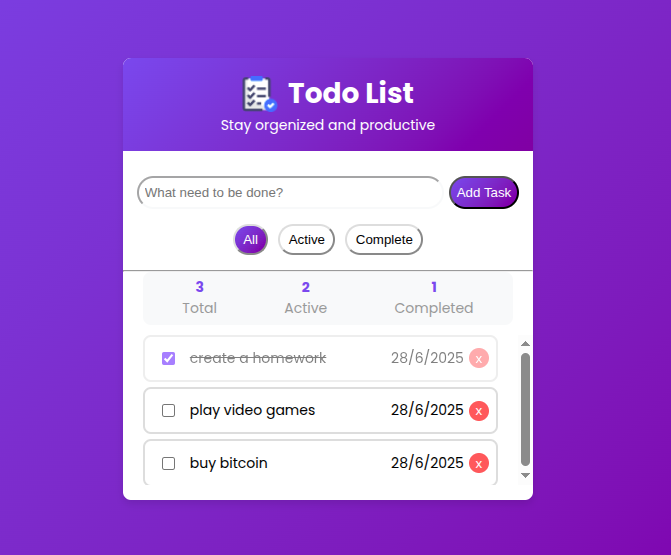 Todo List
Stay orgenized and productive
What need to be done? Add Task
All Active Complete
3 2 1
Total Active Completed
create a homework 28/6/2025 x
play video games 28/6/2025 x
buy bitcoin 28/6/2025 x